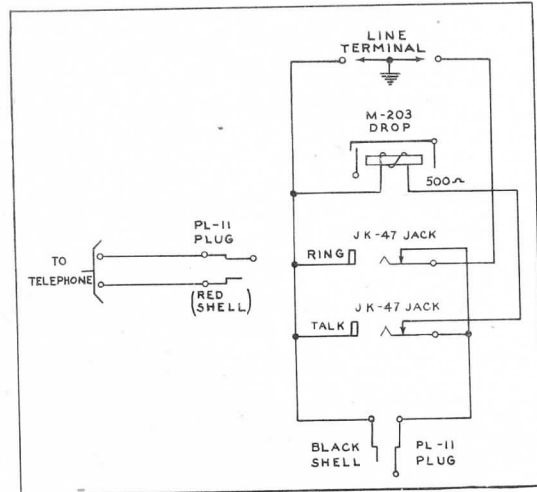 LINE
TERMINAL
M-203
DROP
500Ω
PL-11
PLUG
JK-47 JACK
TO
TELEPHONE
RING
(RED
SHELL)
JK-47 JACK
TALK
BLACK
SHELL
PL-11
PLUG